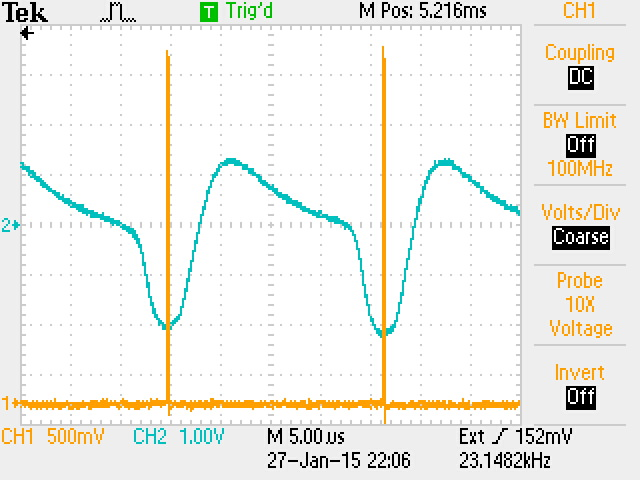 Tek T Trig'd M Pos: 5.216ms CH1
Coupling
DC
BW Limit
Off
100MHz
Volts/Div
Coarse
Probe
10X
Voltage
Invert
Off
2
1
CH1 500mV CH2 1.00V M 5.00us Ext 152mV
27-Jan-15 22:06 23.1482kHz